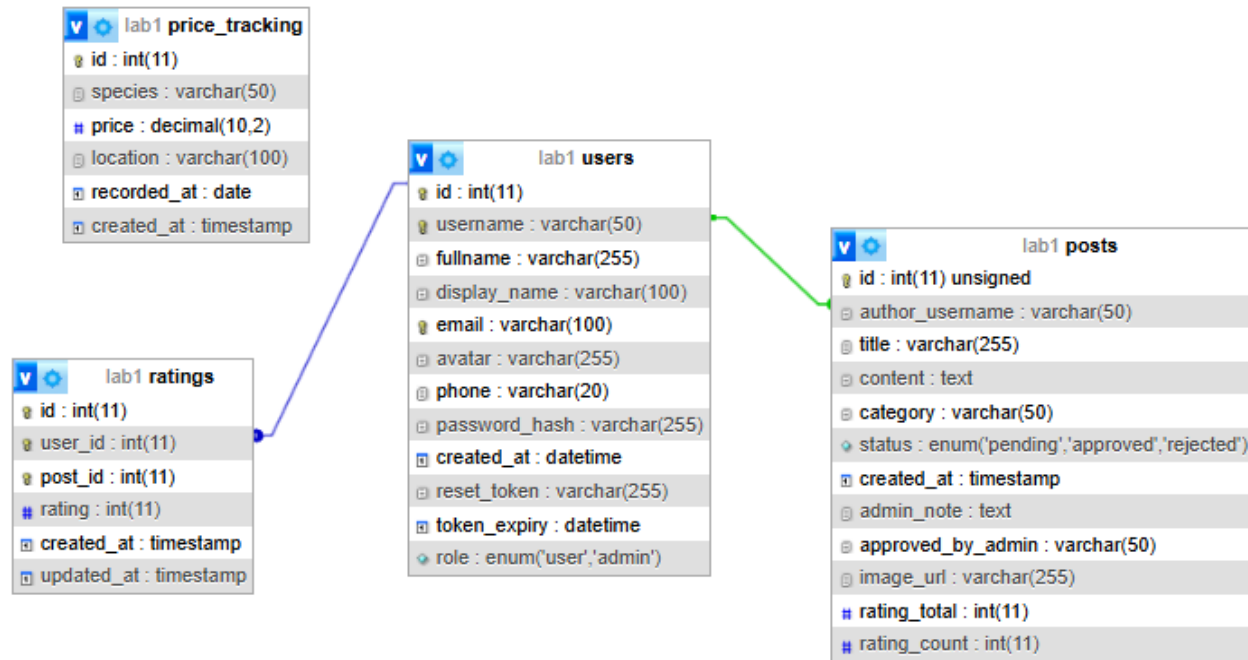 lab1 price_tracking
id : int(11)
species : varchar(50)
# price : decimal(10,2)
location : varchar(100)
recorded_at : date
created_at : timestamp
lab1 ratings
id : int(11)
user_id : int(11)
post_id : int(11)
# rating : int(11)
created_at : timestamp
updated_at : timestamp
lab1 users
id : int(11)
username : varchar(50)
fullname : varchar(255)
display_name : varchar(100)
email : varchar(100)
avatar : varchar(255)
phone : varchar(20)
password_hash : varchar(255)
created_at : datetime
reset_token : varchar(255)
token_expiry : datetime
role : enum('user','admin')
lab1 posts
id : int(11) unsigned
author_username : varchar(50)
title : varchar(255)
content : text
category : varchar(50)
status : enum('pending','approved','rejected')
created_at : timestamp
admin_note : text
approved_by_admin : varchar(50)
image_url : varchar(255)
# rating_total : int(11)
# rating_count : int(11)